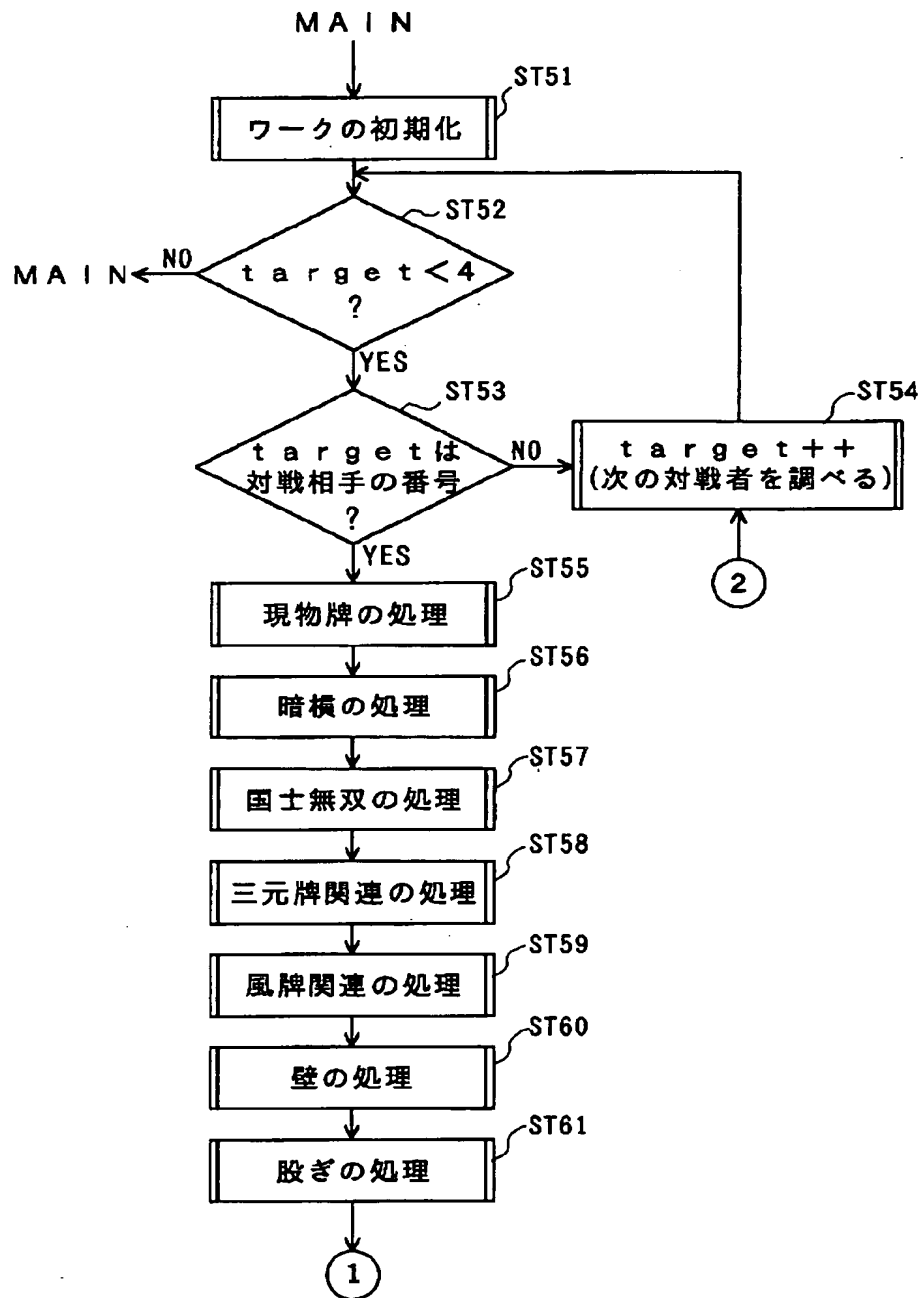 MAIN
ST51
ワークの初期化
ST52
target<4
?
NO
MAIN
YES
ST53
targetは
対戦相手の番号
?
NO
ST54
target++
(次の対戦者を調べる)
2
YES
ST55
現物牌の処理
ST56
暗槓の処理
ST57
国士無双の処理
ST58
三元牌関連の処理
ST59
風牌関連の処理
ST60
壁の処理
ST61
股ぎの処理
1